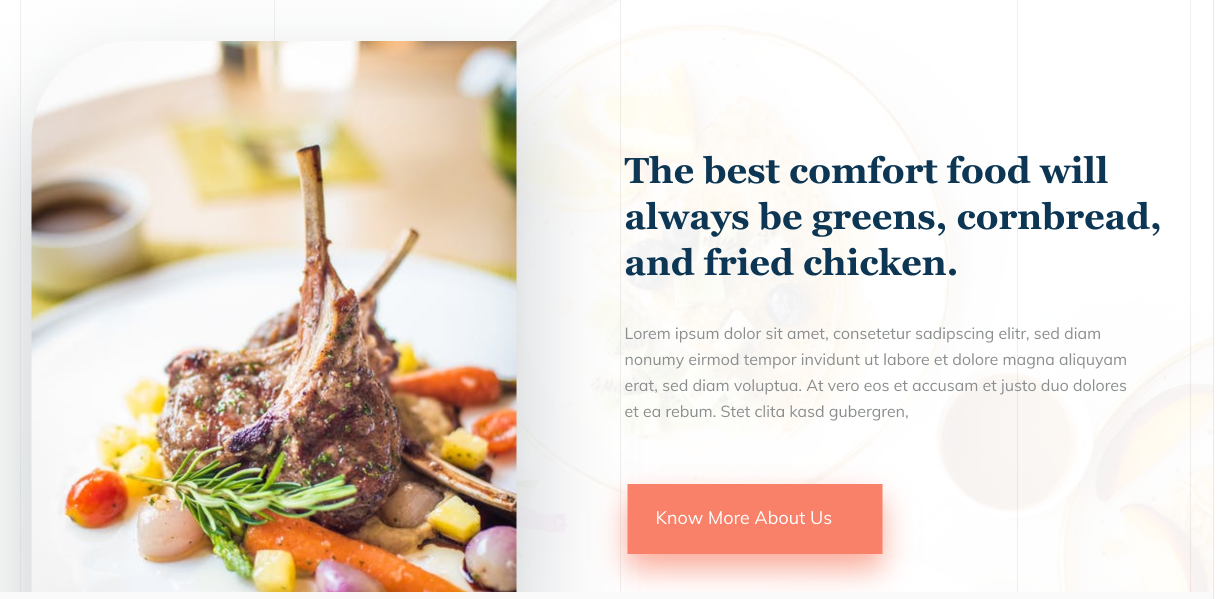 The best comfort food will
always be greens, cornbread,
and fried chicken.
Lorem ipsum dolor sit amet, consetetur sadipscing elitr, sed diam
nonumy eirmod tempor invidunt ut labore et dolore magna aliquyam
erat, sed diam voluptua. At vero eos et accusam et justo duo dolores
et ea rebum. Stet clita kasd gubergren,
Know More About Us